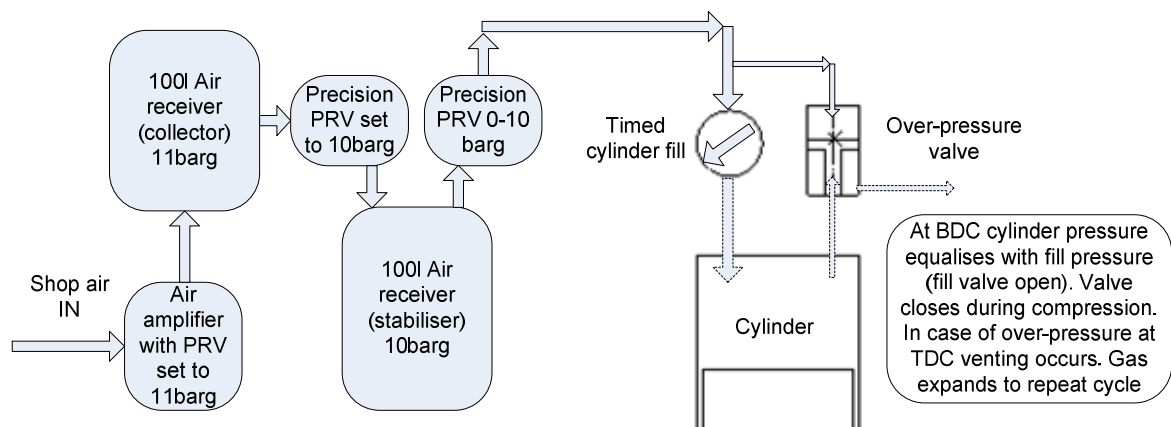 Shop air
IN
Air
amplifier
with PRV
set to
11barg
100l Air
receiver
(collector)
11barg
Precision
PRV set
to 10barg
100l Air
receiver
(stabiliser)
10barg
Precision
PRV 0-10
barg
Timed
cylinder fill
Over-pressure
valve
Cylinder
At BDC cylinder pressure
equalises with fill pressure
(fill valve open). Valve
closes during compression.
In case of over-pressure at
TDC venting occurs. Gas
expands to repeat cycle